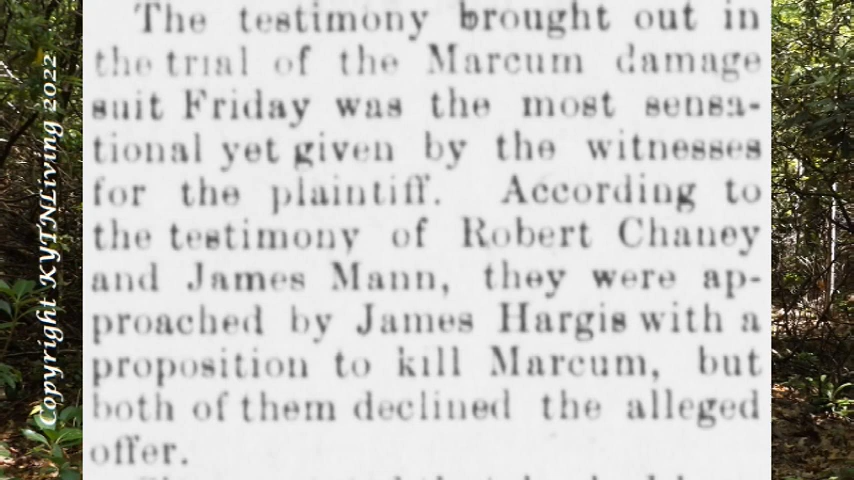 The testimony brought out in
the trial of the Marcum damage
suit Friday was the most sensa-
tional yet given by the witnesses
for the plaintiff. According to
the testimony of Robert Chaney
and James Mann, they were ap-
proached by James Hargis with a
proposition to kill Marcum, but
both of them declined the alleged
offer.
Copyright KYTNLiving 2022